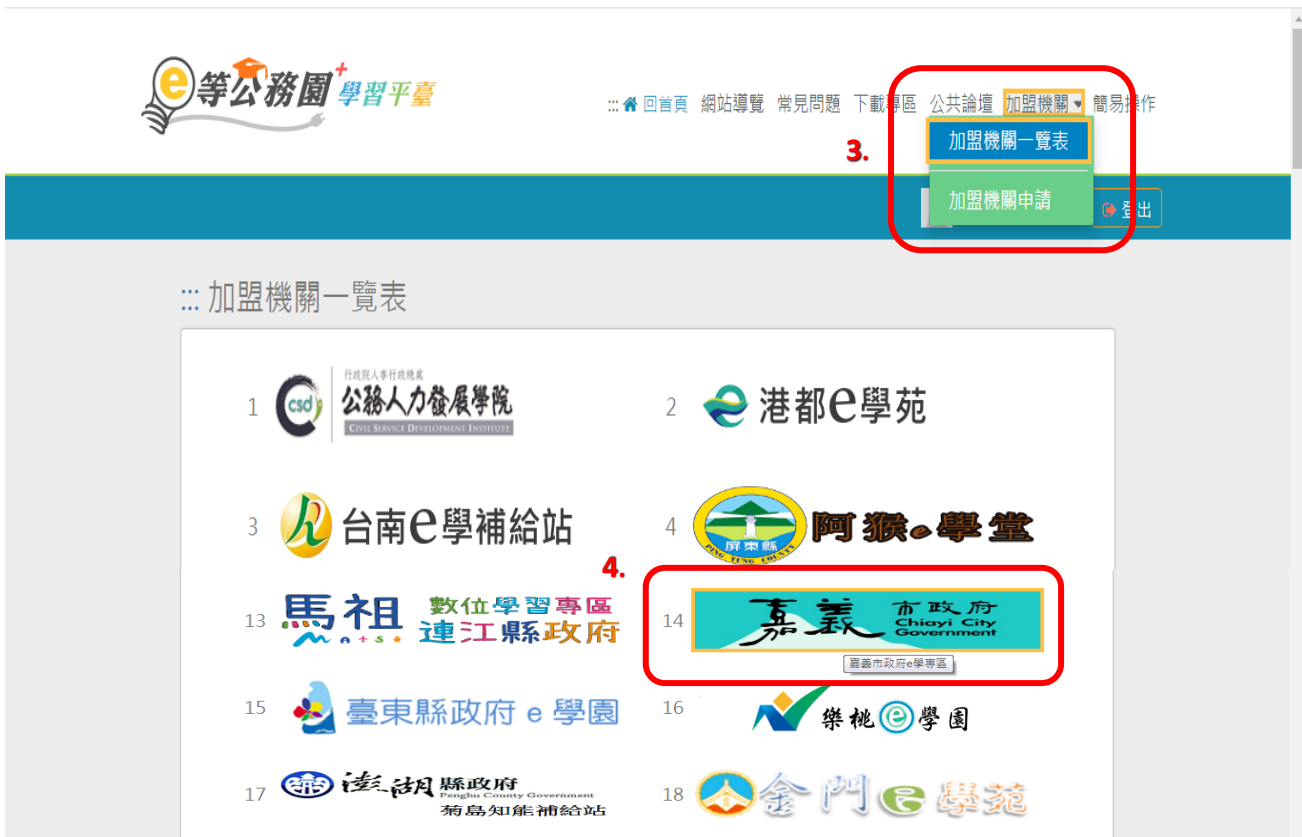 e等公務園+學習平臺
::: 回首頁 網站導覽 常見問題 下載專區 公共論壇 加盟機關 簡易操作
3.
加盟機關一覽表
加盟機關申請
登出
::: 加盟機關一覽表
1 csd 行政院人事行政總處
公務人力發展學院
CIVIL SERVICE DEVELOPMENT INSTITUTE
2 港都e學苑
3 台南e學補給站
4 屏東縣 PING TUNG COUNTY 阿猴e學堂
4.
13 馬祖 Matsu 數位學習專區
連江縣政府
14 嘉義市政府
Chiayi City
Government
嘉義市政府e學專區
15 臺東縣政府 e 學園
16 樂桃e學園
17 澎湖縣政府
Penghu County Government
菊島知能補給站
18 金門e學苑